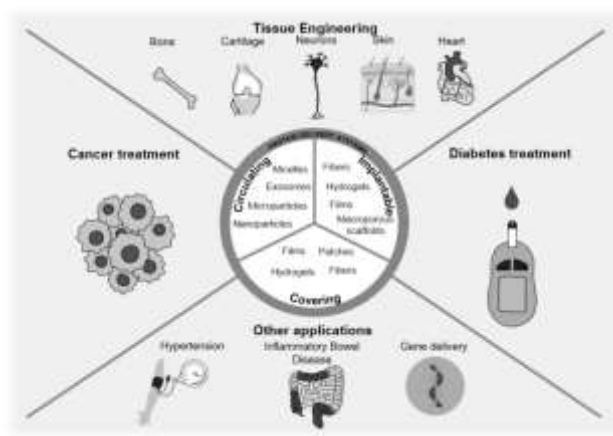 Tissue Engineering
Bone
Cartilage
Neurons
Skin
Heart
Cancer treatment
Diabetes treatment
Circulating
Micelles
Exosomes
Microparticles
Nanoparticles
Implantable
Fibers
Hydrogels
Films
Macroporous
scaffolds
Films
Patches
Hydrogels
Fibers
Covering
Other applications
Hypertension
Inflammatory Bowel
Disease
Gene delivery